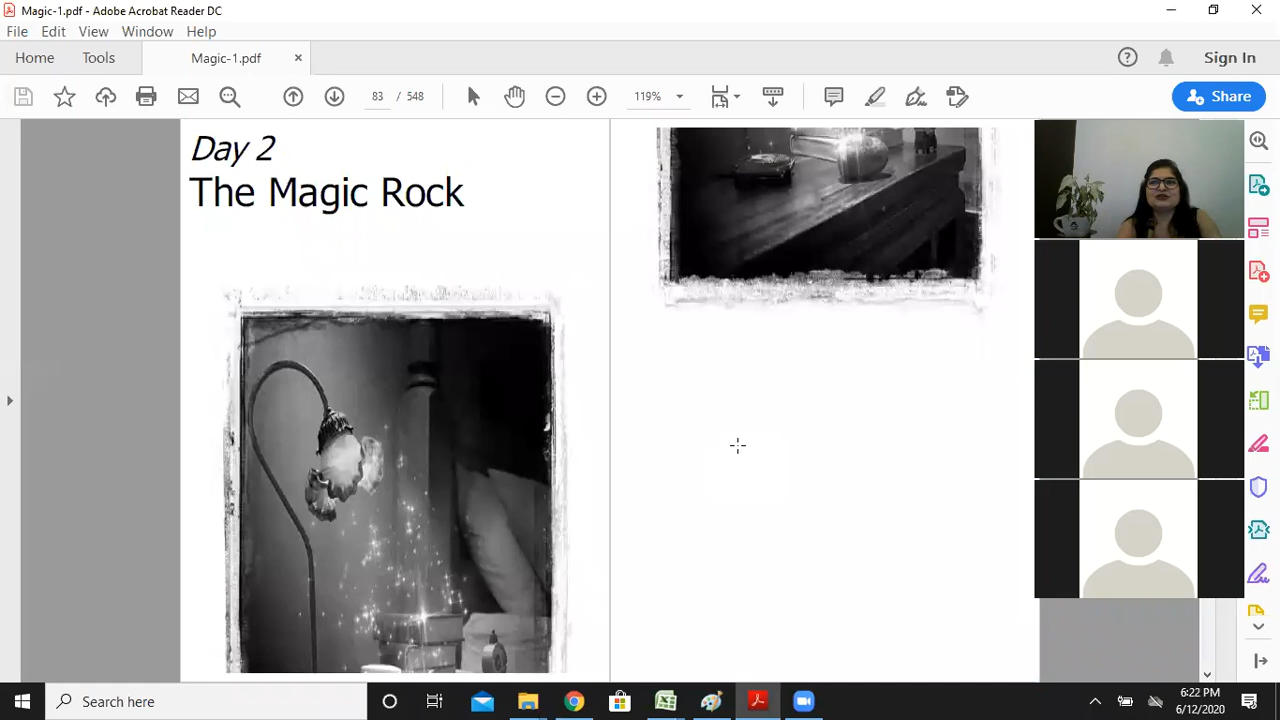 Magic-1.pdf - Adobe Acrobat Reader DC
File Edit View Window Help
Home Tools Magic-1.pdf × Sign In
83 / 548 119% Share
Day 2
The Magic Rock
Search here
6:22 PM
6/12/2020